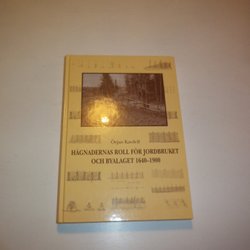 Örjan Kardell
HÄGNADERNAS ROLL FÖR JORDBRUKET
OCH BYALAGET 1640-1900